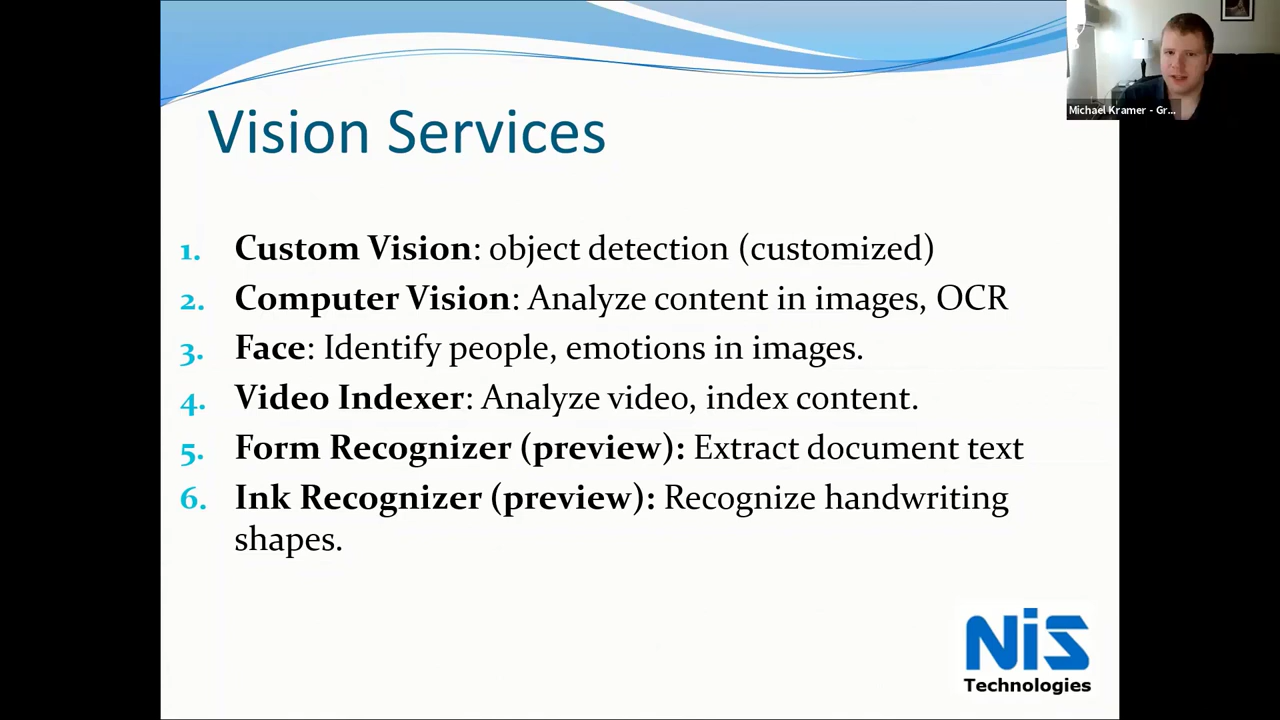 Michael Kramer - Gr...
Vision Services
1. Custom Vision: object detection (customized)
2. Computer Vision: Analyze content in images, OCR
3. Face: Identify people, emotions in images.
4. Video Indexer: Analyze video, index content.
5. Form Recognizer (preview): Extract document text
6. Ink Recognizer (preview): Recognize handwriting
shapes.
NiS
Technologies